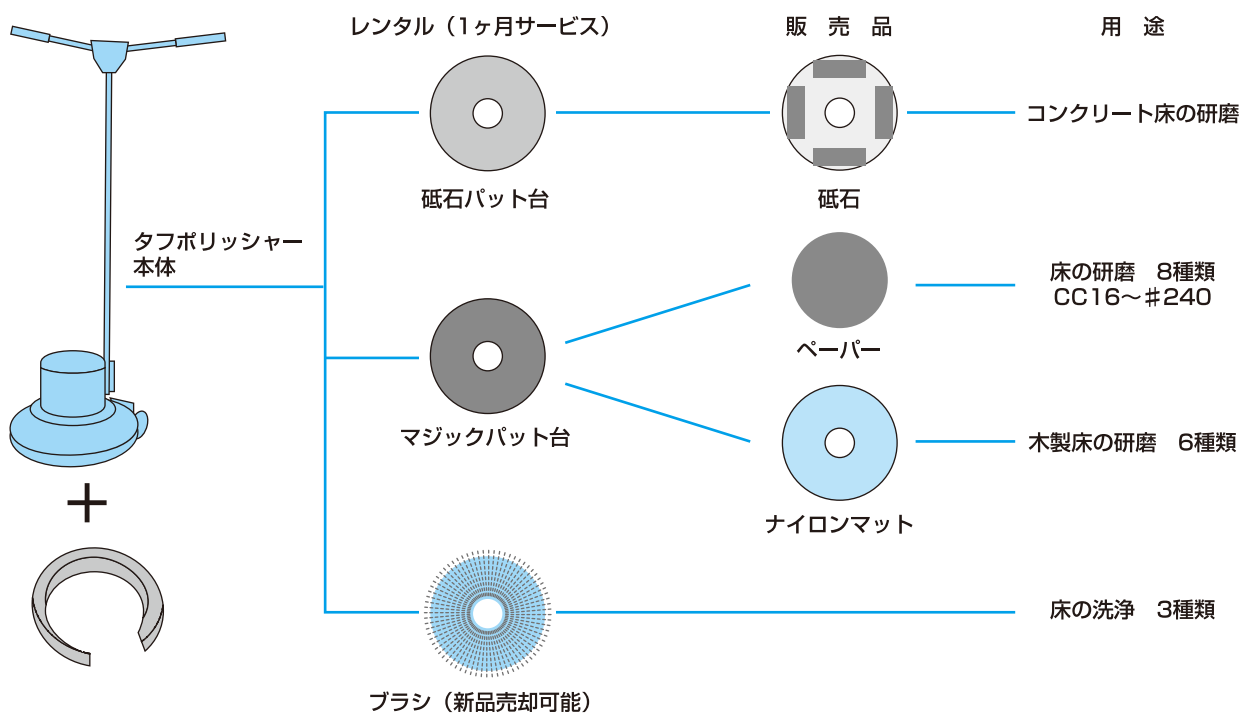 レンタル（1ヶ月サービス）
販 売 品
用 途
砥石パット台
砥石
コンクリート床の研磨
タフポリッシャー
本体
マジックパット台
ペーパー
床の研磨 8種類
CC16〜♯240
ナイロンマット
木製床の研磨 6種類
ブラシ（新品売却可能）
床の洗浄 3種類